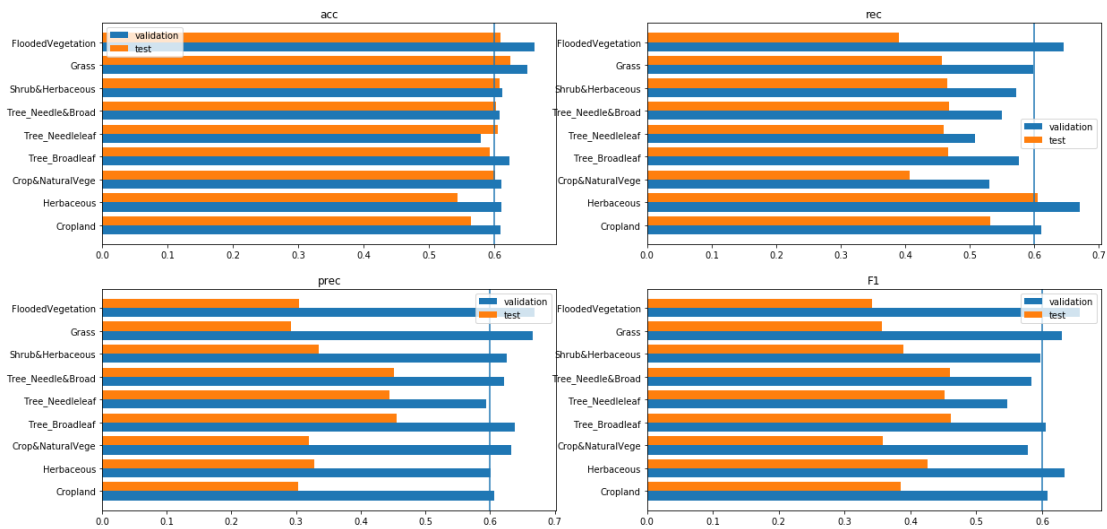 acc
FloodedVegetation
Grass
Shrub&Herbaceous
Tree_Needle&Broad
Tree_Needleleaf
Tree_Broadleaf
Crop&NaturalVege
Herbaceous
Cropland
validation
test
0.0 0.1 0.2 0.3 0.4 0.5 0.6
rec
FloodedVegetation
Grass
Shrub&Herbaceous
Tree_Needle&Broad
Tree_Needleleaf
Tree_Broadleaf
Crop&NaturalVege
Herbaceous
Cropland
validation
test
0.0 0.1 0.2 0.3 0.4 0.5 0.6 0.7
prec
FloodedVegetation
Grass
Shrub&Herbaceous
Tree_Needle&Broad
Tree_Needleleaf
Tree_Broadleaf
Crop&NaturalVege
Herbaceous
Cropland
validation
test
0.0 0.1 0.2 0.3 0.4 0.5 0.6 0.7
F1
FloodedVegetation
Grass
Shrub&Herbaceous
Tree_Needle&Broad
Tree_Needleleaf
Tree_Broadleaf
Crop&NaturalVege
Herbaceous
Cropland
validation
test
0.0 0.1 0.2 0.3 0.4 0.5 0.6